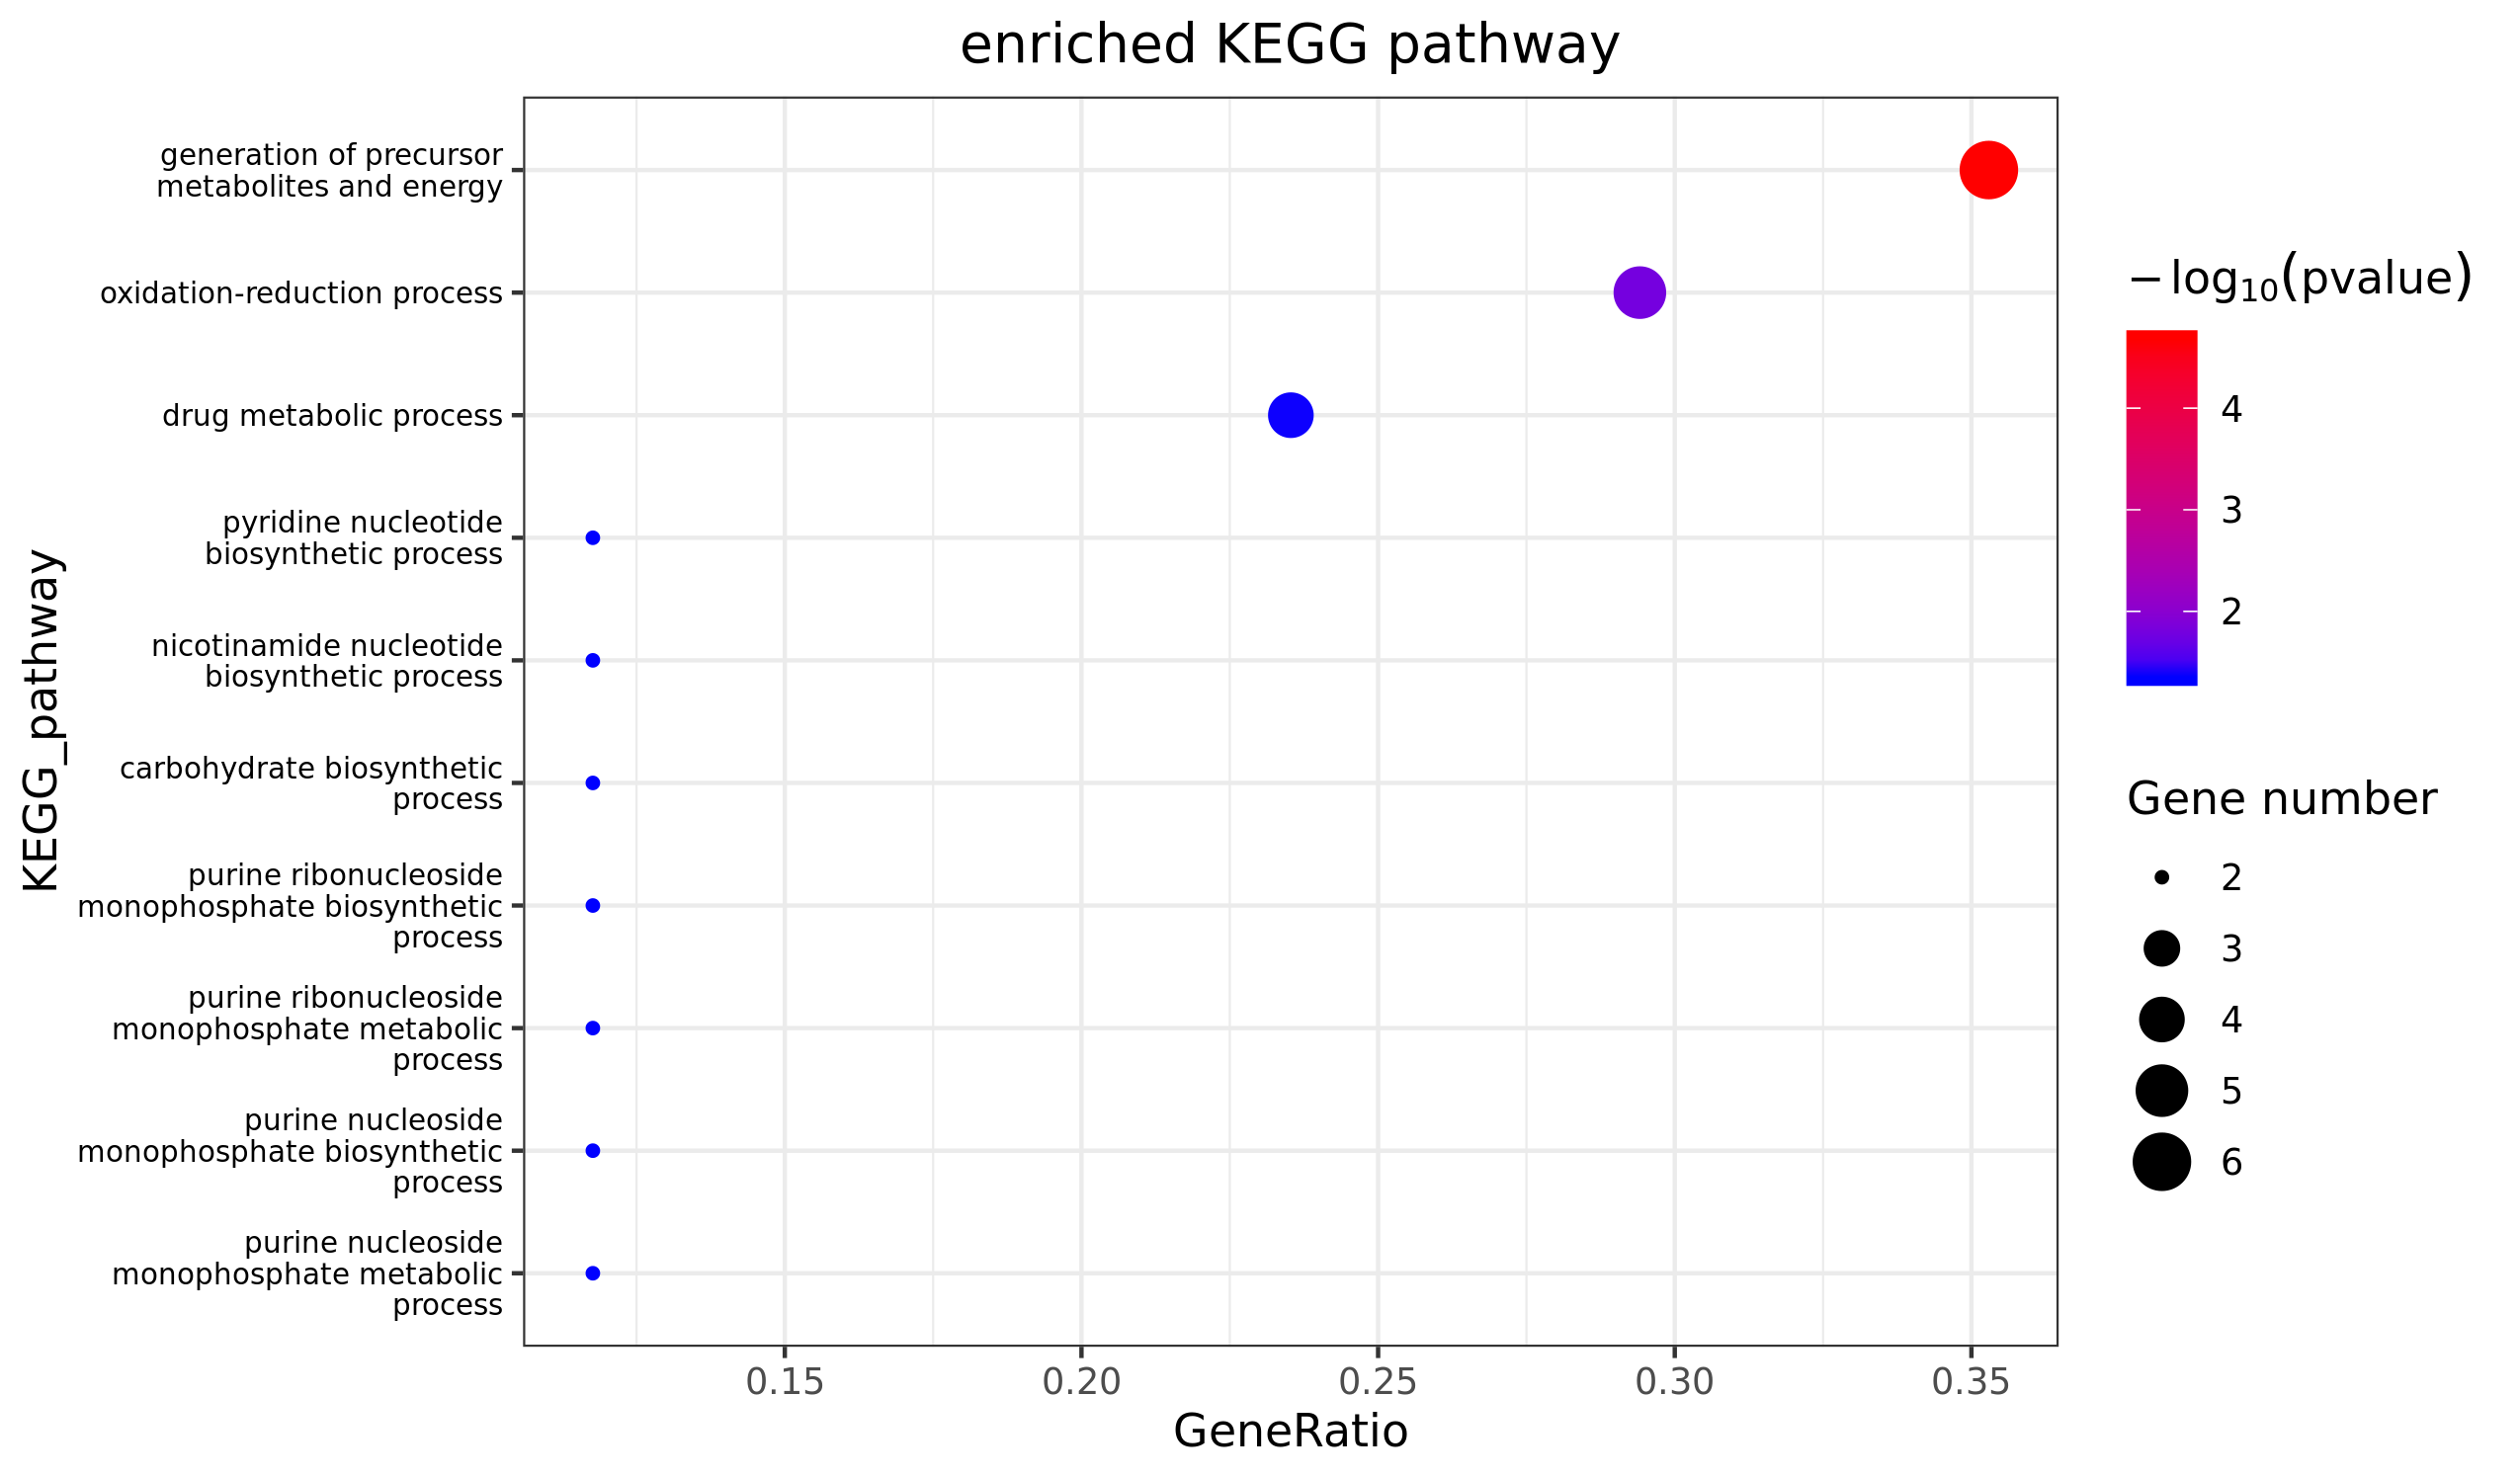 enriched KEGG pathway
KEGG_pathway
generation of precursor
metabolites and energy
oxidation-reduction process
drug metabolic process
pyridine nucleotide
biosynthetic process
nicotinamide nucleotide
biosynthetic process
carbohydrate biosynthetic
process
purine ribonucleoside
monophosphate biosynthetic
process
purine ribonucleoside
monophosphate metabolic
process
purine nucleoside
monophosphate biosynthetic
process
purine nucleoside
monophosphate metabolic
process
0.15 0.20 0.25 0.30 0.35
GeneRatio
−log₁₀(pvalue)
4
3
2
Gene number
2
3
4
5
6